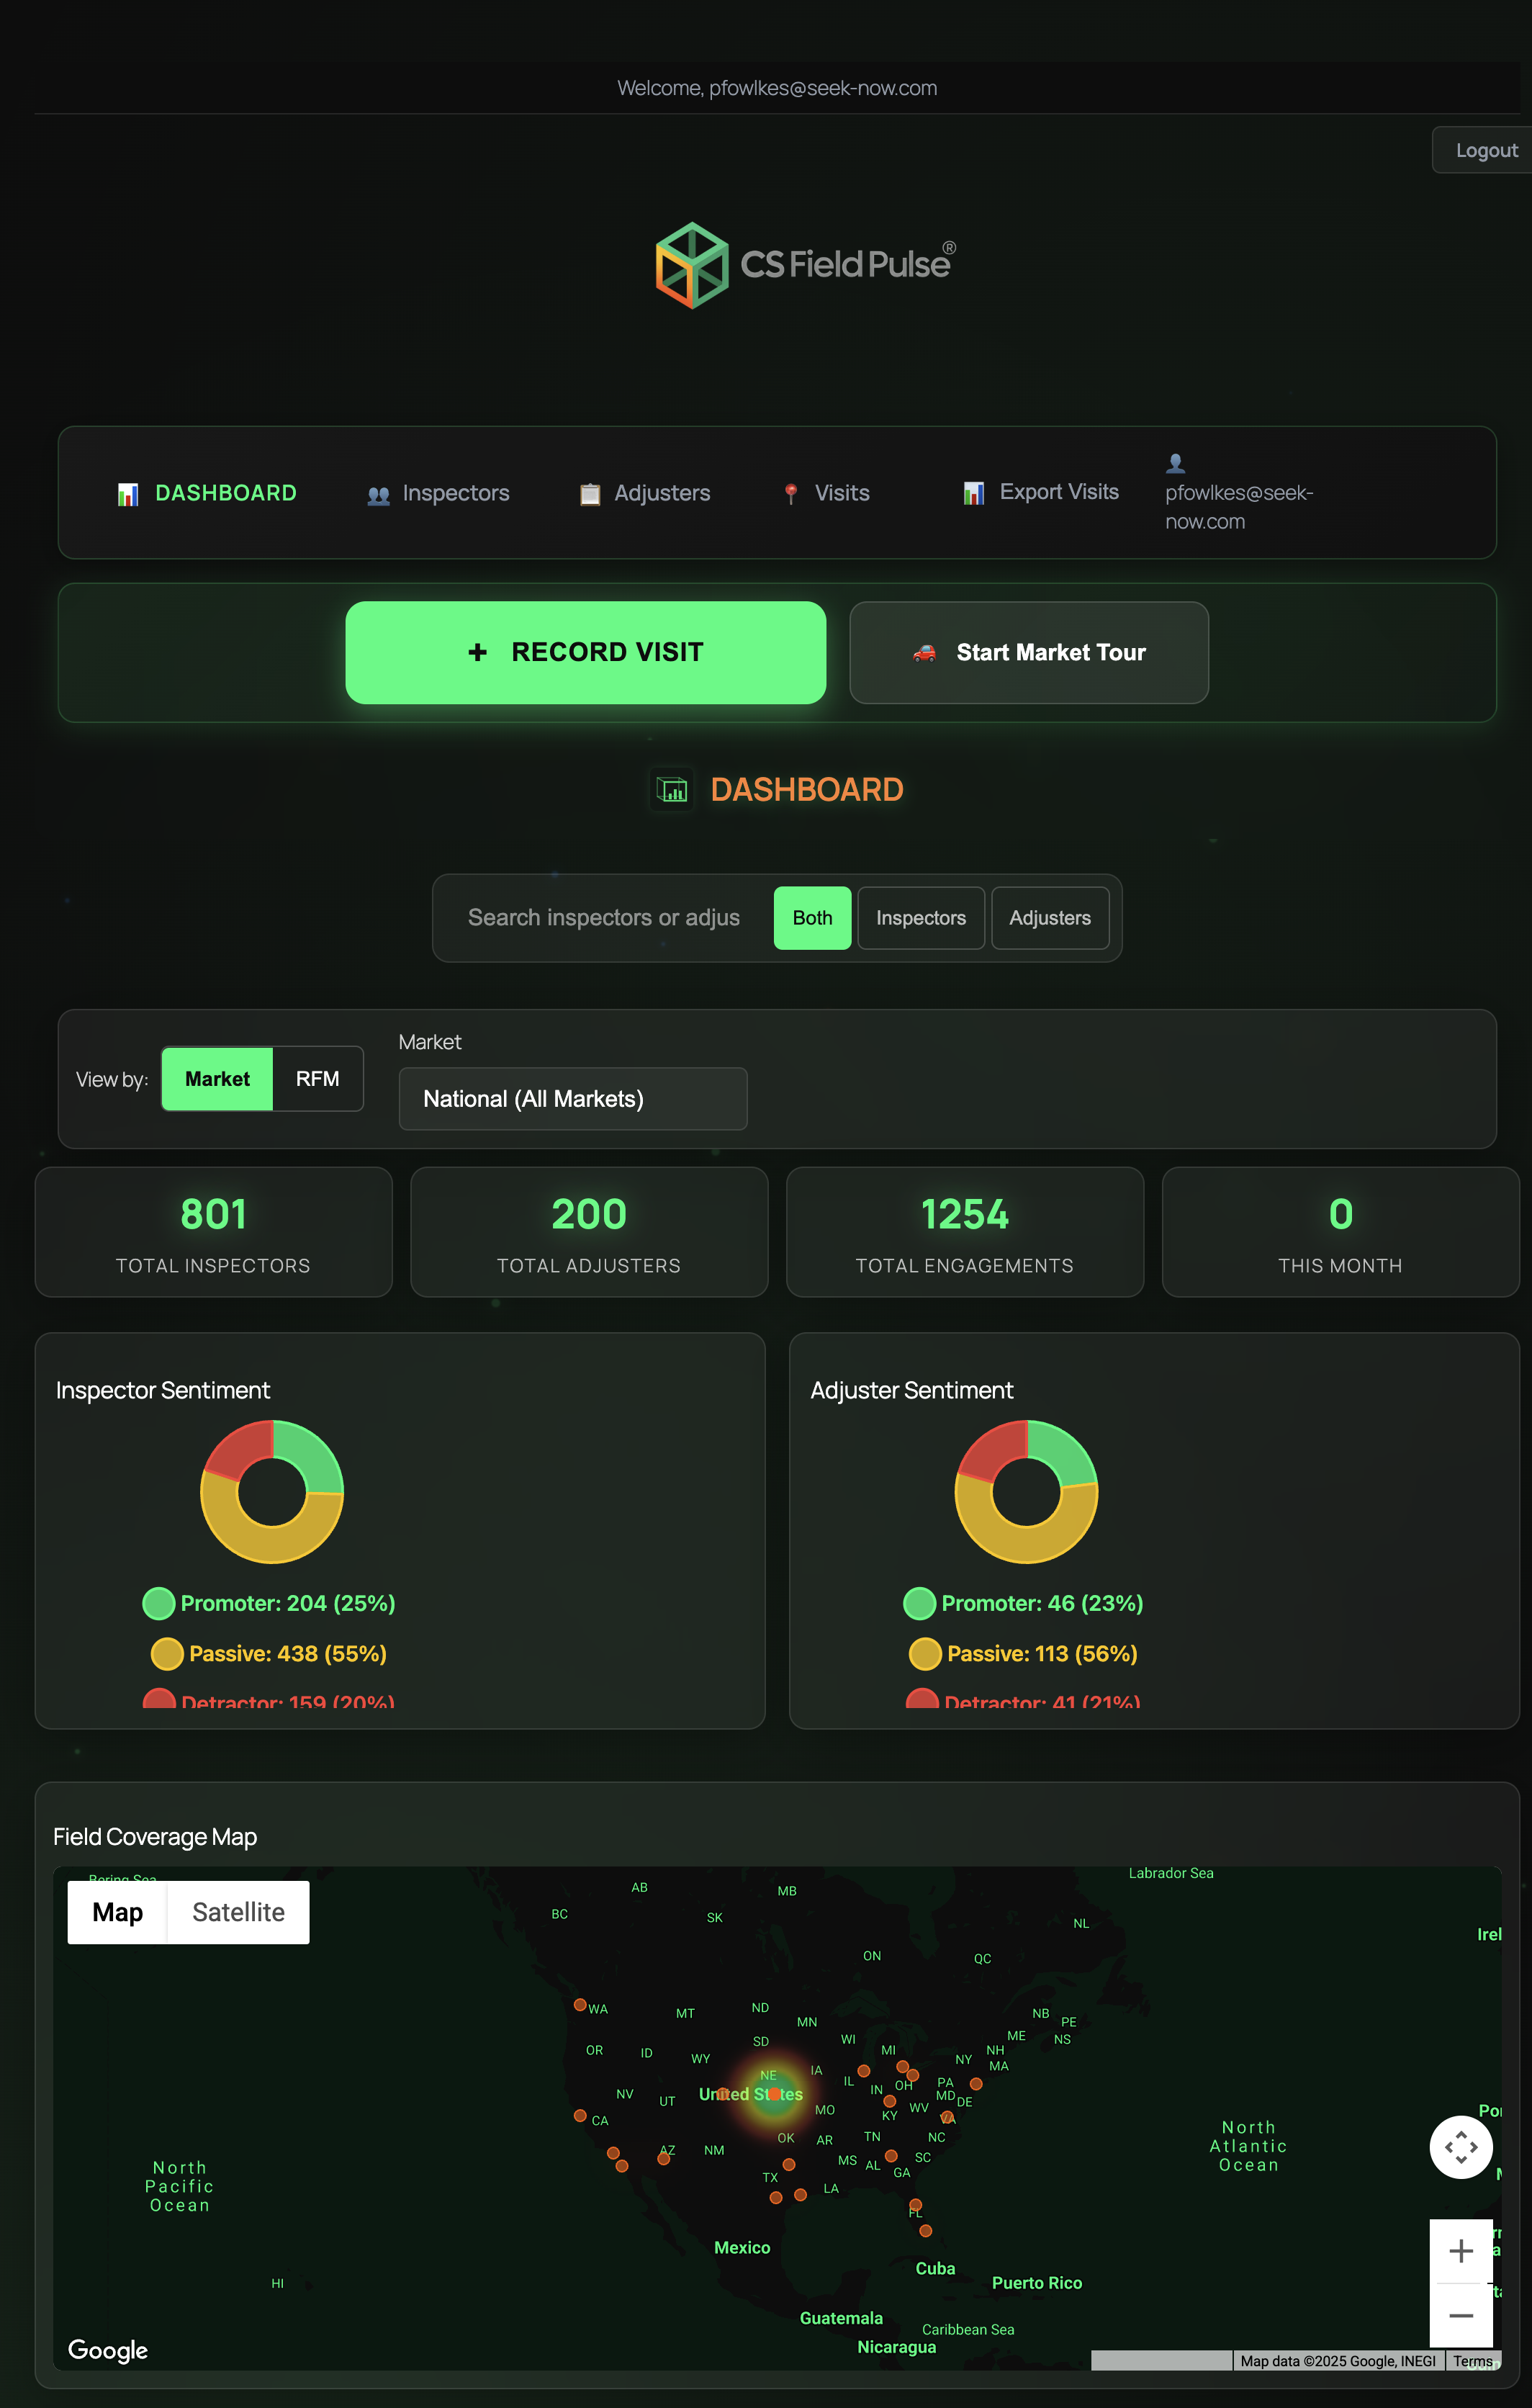 Welcome, pfowlkes@seek-now.com
Logout
CS Field Pulse®
DASHBOARD
Inspectors
Adjusters
Visits
Export Visits
pfowlkes@seek-
now.com
+ RECORD VISIT
Start Market Tour
DASHBOARD
Search inspectors or adjus
Both
Inspectors
Adjusters
View by:
Market
RFM
Market
National (All Markets)
801
TOTAL INSPECTORS
200
TOTAL ADJUSTERS
1254
TOTAL ENGAGEMENTS
0
THIS MONTH
Inspector Sentiment
Promoter: 204 (25%)
Passive: 438 (55%)
Detractor: 159 (20%)
Adjuster Sentiment
Promoter: 46 (23%)
Passive: 113 (56%)
Detractor: 41 (21%)
Field Coverage Map
Bering Sea
Labrador Sea
Map
Satellite
AB
MB
BC
SK
NL
Irel
ON
QC
WA
MT
ND
MN
NB
PE
OR
ID
WY
SD
WI
MI
NY
NH
ME
NS
MA
NE
IA
IL
IN
OH
PA
MD
DE
NV
UT
United States
CA
MO
KY
WV
VA
Por
AZ
NM
OK
AR
TN
NC
MS
AL
GA
SC
TX
LA
FL
North
Pacific
Ocean
North
Atlantic
Ocean
Mexico
Cuba
Puerto Rico
HI
Guatemala
Caribbean Sea
Nicaragua
Google
Map data ©2025 Google, INEGI
Terms